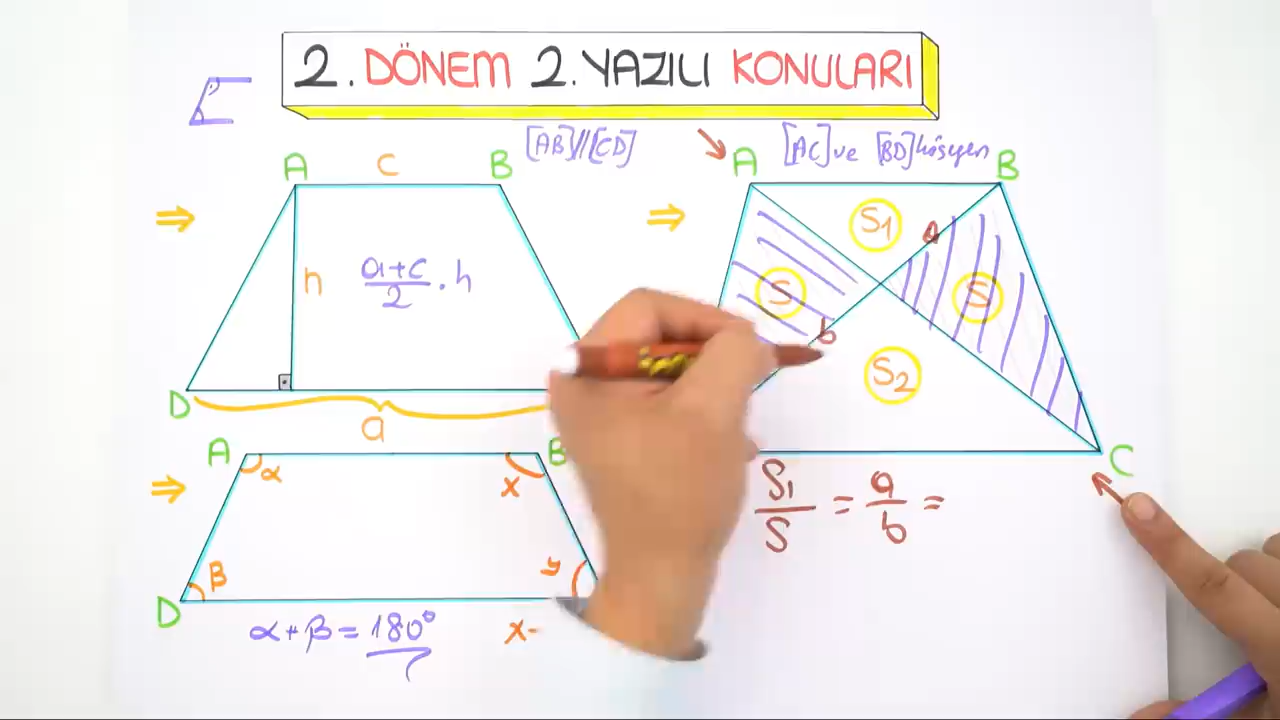 2. DÖNEM 2. YAZILI KONULARI
[AB]//[CD]
A C B
h
a+c/2 . h
D
a
A B
α x
β y
D
α+β=180°
x-
[AC] ve [BD] köşegen
A B
S1
a
S S
b
S2
C
S1/S = a/b =